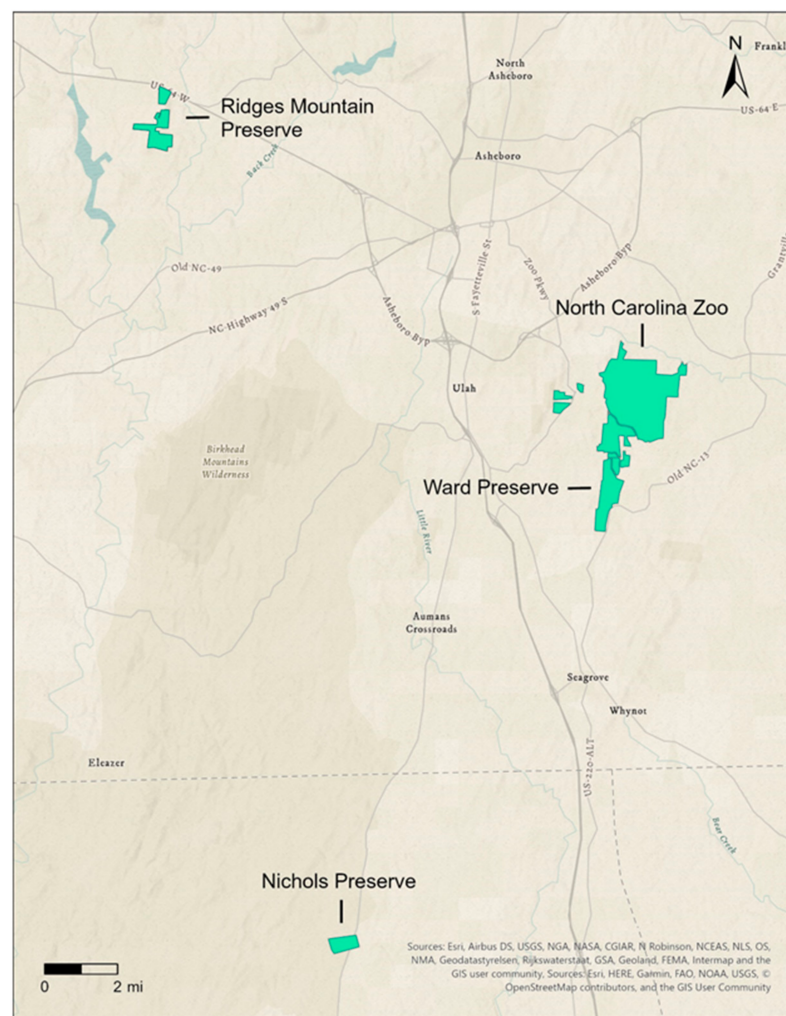 N
Frankl
North
Asheboro
US-64 W
US-64 E
Ridges Mountain
Preserve
Back Creek
Asheboro
Old NC-49
S Fayetteville St
Zoo Pkwy
Asheboro Byp
Grantvill
NC Highway 49 S
Asheboro Byp
North Carolina Zoo
Ulah
Birkhead
Mountains
Wilderness
Old NC-13
Ward Preserve
Little River
Aumans
Crossroads
Seagrove
Whynot
Eleazer
US-220-ALT
Bear Creek
Nichols Preserve
Sources: Esri, Airbus DS, USGS, NGA, NASA, CGIAR, N Robinson, NCEAS, NLS, OS,
NMA, Geodatastyrelsen, Rijkswaterstaat, GSA, Geoland, FEMA, Intermap and the
GIS user community, Sources: Esri, HERE, Garmin, FAO, NOAA, USGS, ©
OpenStreetMap contributors, and the GIS User Community
0 2 mi